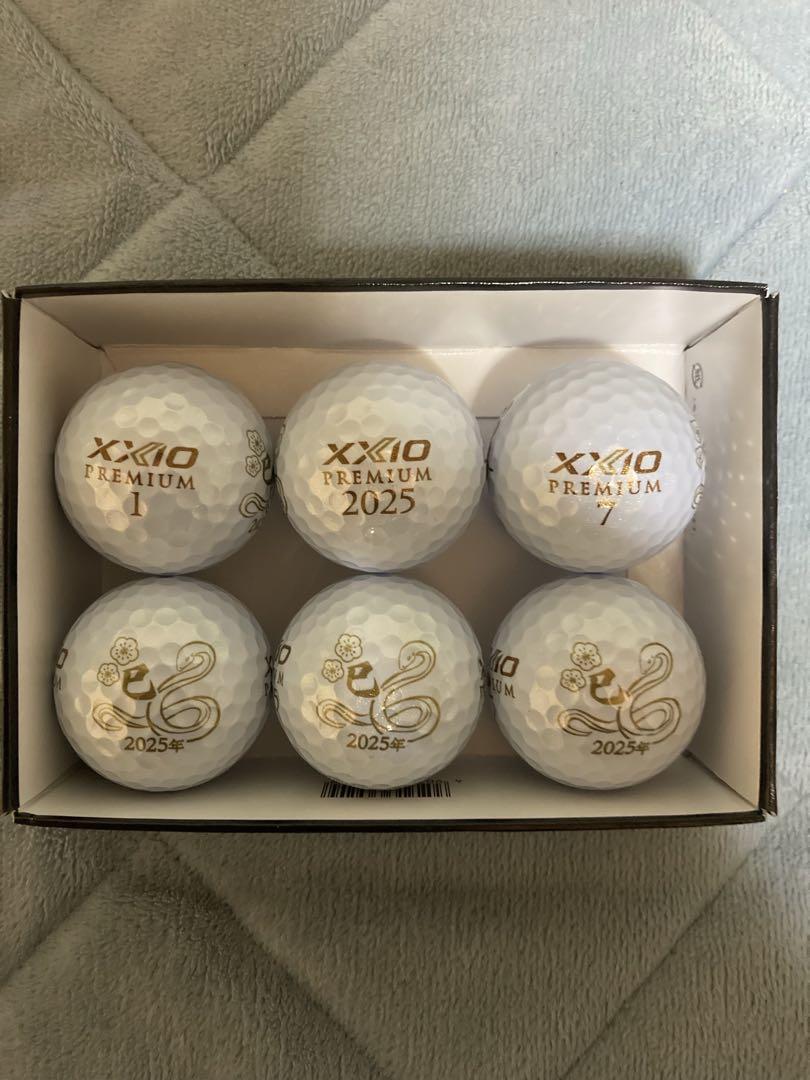 XXIO
PREMIUM
1
XXIO
PREMIUM
2025
XXIO
PREMIUM
7
巳
2025年
巳
2025年
巳
2025年